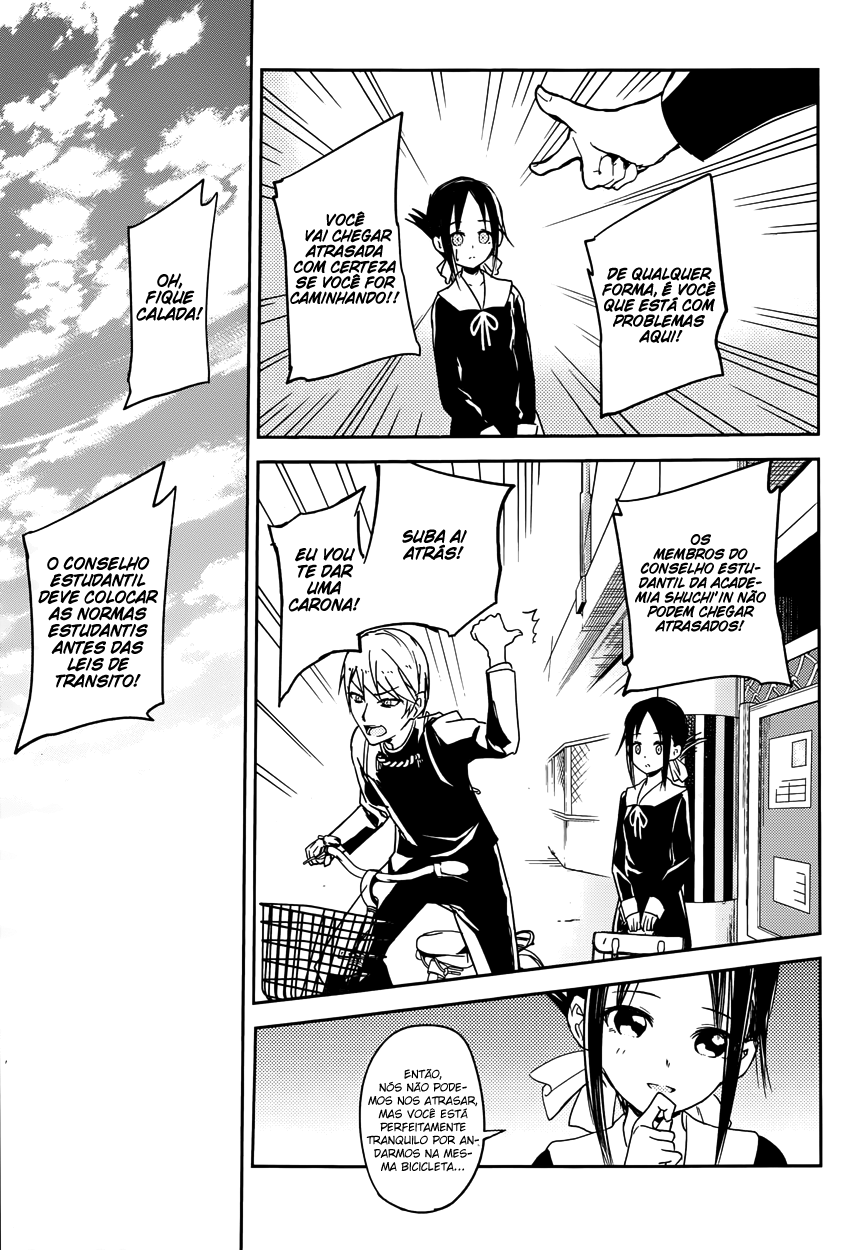 DE QUALQUER
FORMA, É VOCÊ
QUE ESTÁ COM
PROBLEMAS
AQUI!
VOCÊ
VAI CHEGAR
ATRASADA
COM CERTEZA
SE VOCÊ FOR
CAMINHANDO!!
OS
MEMBROS DO
CONSELHO ESTU-
DANTIL DA ACADE-
MIA SHUCHI'IN NÃO
PODEM CHEGAR
ATRASADOS!
SUBA AI
ATRÁS!
EU VOU
TE DAR
UMA
CARONA!
ENTÃO,
NÓS NÃO PODE-
MOS NOS ATRASAR,
MAS VOCÊ ESTÁ
PERFEITAMENTE
TRANQUILO POR AN-
DARMOS NA MES-
MA BICICLETA...
OH,
FIQUE
CALADA!
O CONSELHO
ESTUDANTIL
DEVE COLOCAR
AS NORMAS
ESTUDANTIS
ANTES DAS
LEIS DE
TRÂNSITO!